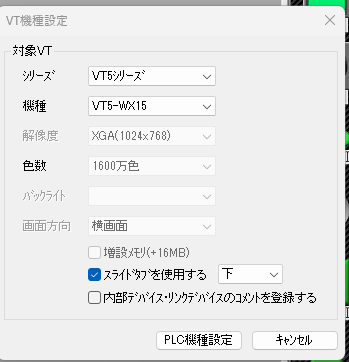 VT機種設定
対象VT
ｼﾘｰｽﾞ VT5ｼﾘｰｽﾞ
機種 VT5-WX15
解像度 XGA(1024x768)
色数 1600万色
ﾊﾞｯｸﾗｲﾄ
画面方向 横画面
増設ﾒﾓﾘ(+16MB)
ｽﾗｲﾄﾞﾀﾌﾞを使用する 下
内部ﾃﾞﾊﾞｲｽ・ﾘﾝｸﾃﾞﾊﾞｲｽのｺﾒﾝﾄを登録する
PLC機種設定 ｷｬﾝｾﾙ